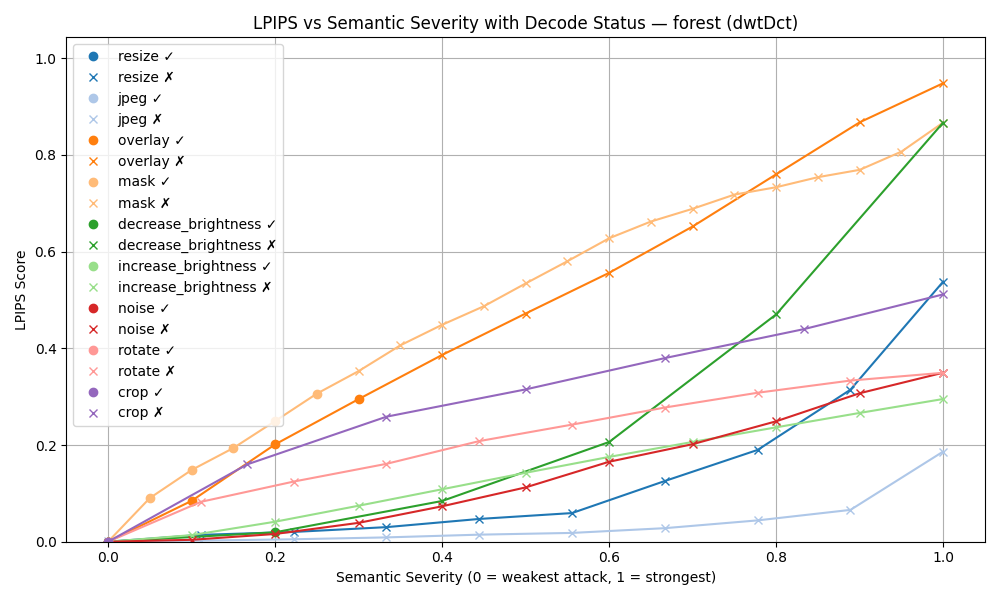 LPIPS vs Semantic Severity with Decode Status — forest (dwtDct)
1.0
0.8
0.6
0.4
0.2
0.0
LPIPS Score
resize ✓
resize ✗
jpeg ✓
jpeg ✗
overlay ✓
overlay ✗
mask ✓
mask ✗
decrease_brightness ✓
decrease_brightness ✗
increase_brightness ✓
increase_brightness ✗
noise ✓
noise ✗
rotate ✓
rotate ✗
crop ✓
crop ✗
0.0 0.2 0.4 0.6 0.8 1.0
Semantic Severity (0 = weakest attack, 1 = strongest)